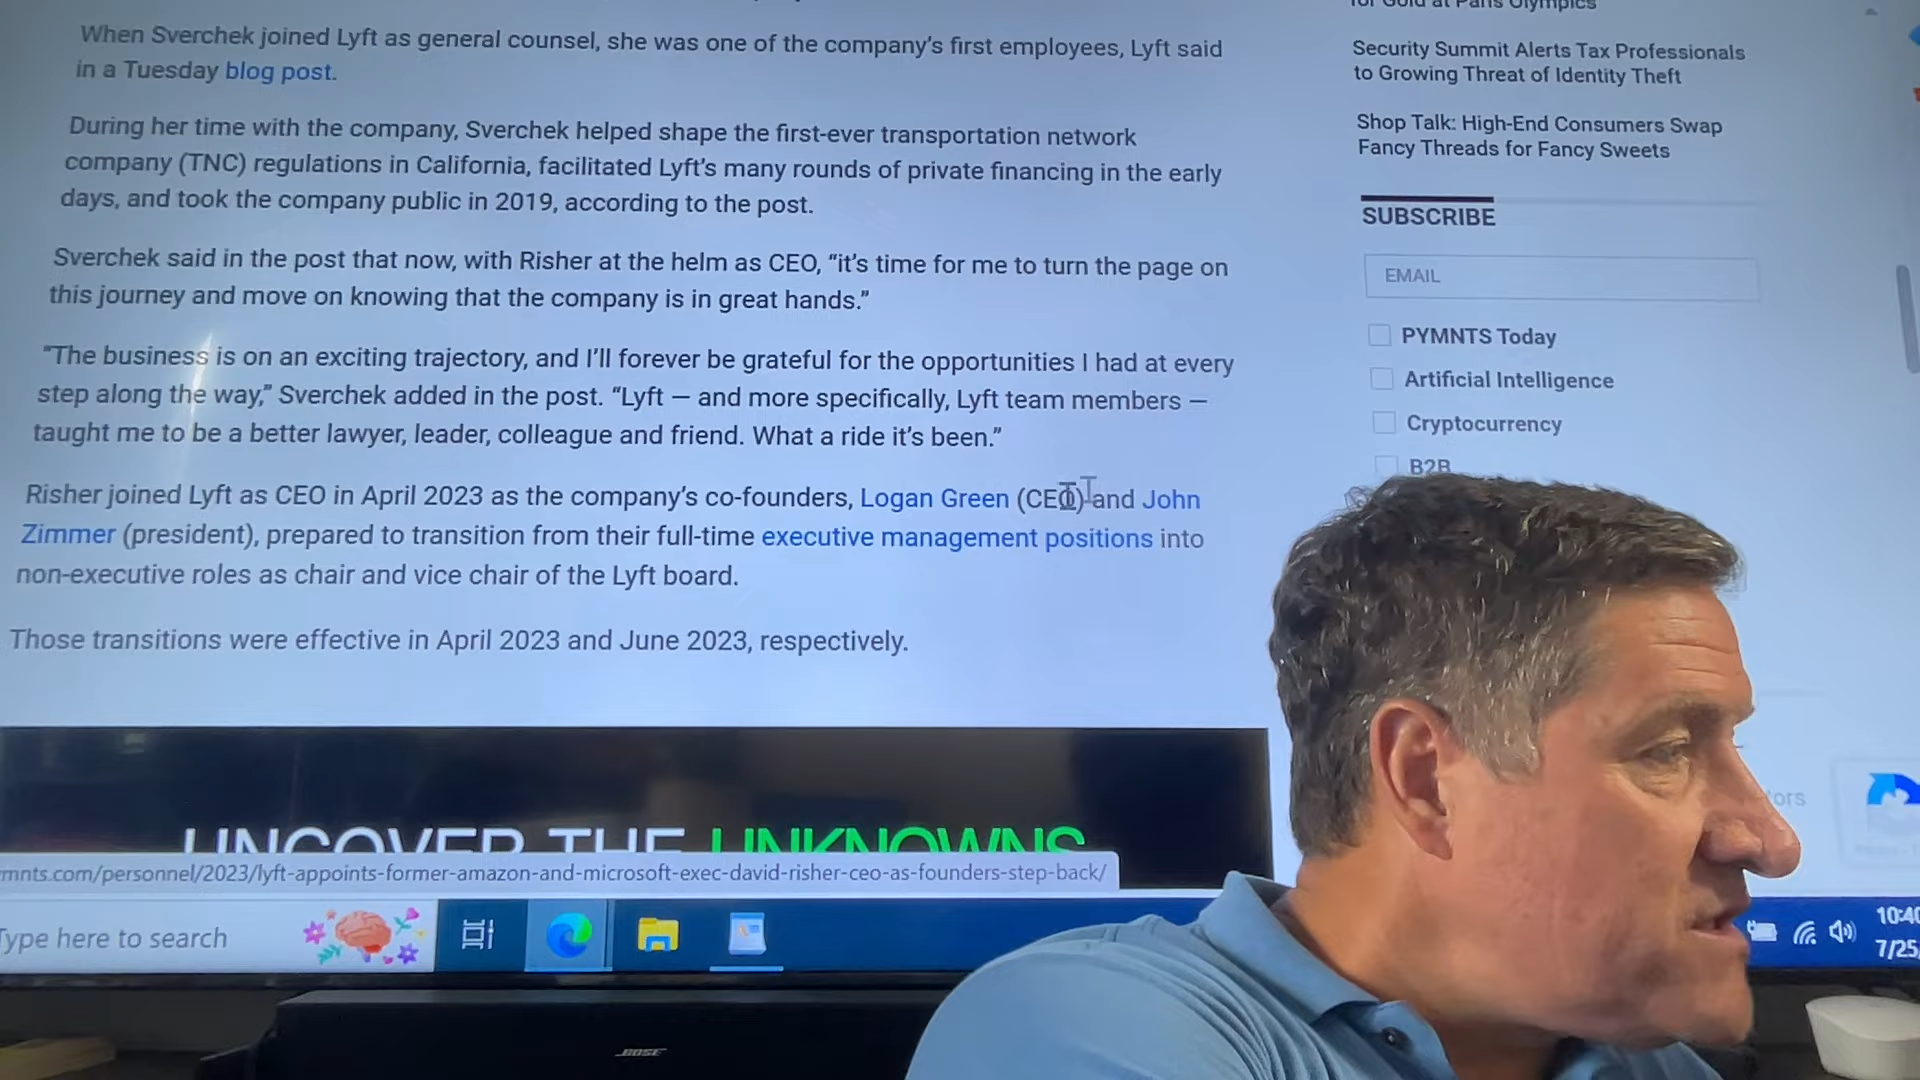 When Sverchek joined Lyft as general counsel, she was one of the company's first employees, Lyft said
in a Tuesday blog post.
During her time with the company, Sverchek helped shape the first-ever transportation network
company (TNC) regulations in California, facilitated Lyft's many rounds of private financing in the early
days, and took the company public in 2019, according to the post.
Sverchek said in the post that now, with Risher at the helm as CEO, “it's time for me to turn the page on
this journey and move on knowing that the company is in great hands.”
“The business is on an exciting trajectory, and I'll forever be grateful for the opportunities I had at every
step along the way,” Sverchek added in the post. “Lyft — and more specifically, Lyft team members —
taught me to be a better lawyer, leader, colleague and friend. What a ride it's been.”
Risher joined Lyft as CEO in April 2023 as the company's co-founders, Logan Green (CEO) and John
Zimmer (president), prepared to transition from their full-time executive management positions into
non-executive roles as chair and vice chair of the Lyft board.
Those transitions were effective in April 2023 and June 2023, respectively.
UNCOVER THE UNKNOWNS
mnts.com/personnel/2023/lyft-appoints-former-amazon-and-microsoft-exec-david-risher-ceo-as-founders-step-back/
for Gold at Paris Olympics
Security Summit Alerts Tax Professionals
to Growing Threat of Identity Theft
Shop Talk: High-End Consumers Swap
Fancy Threads for Fancy Sweets
SUBSCRIBE
EMAIL
PYMNTS Today
Artificial Intelligence
Cryptocurrency
B2B
Type here to search
10:40
7/25
BOSE